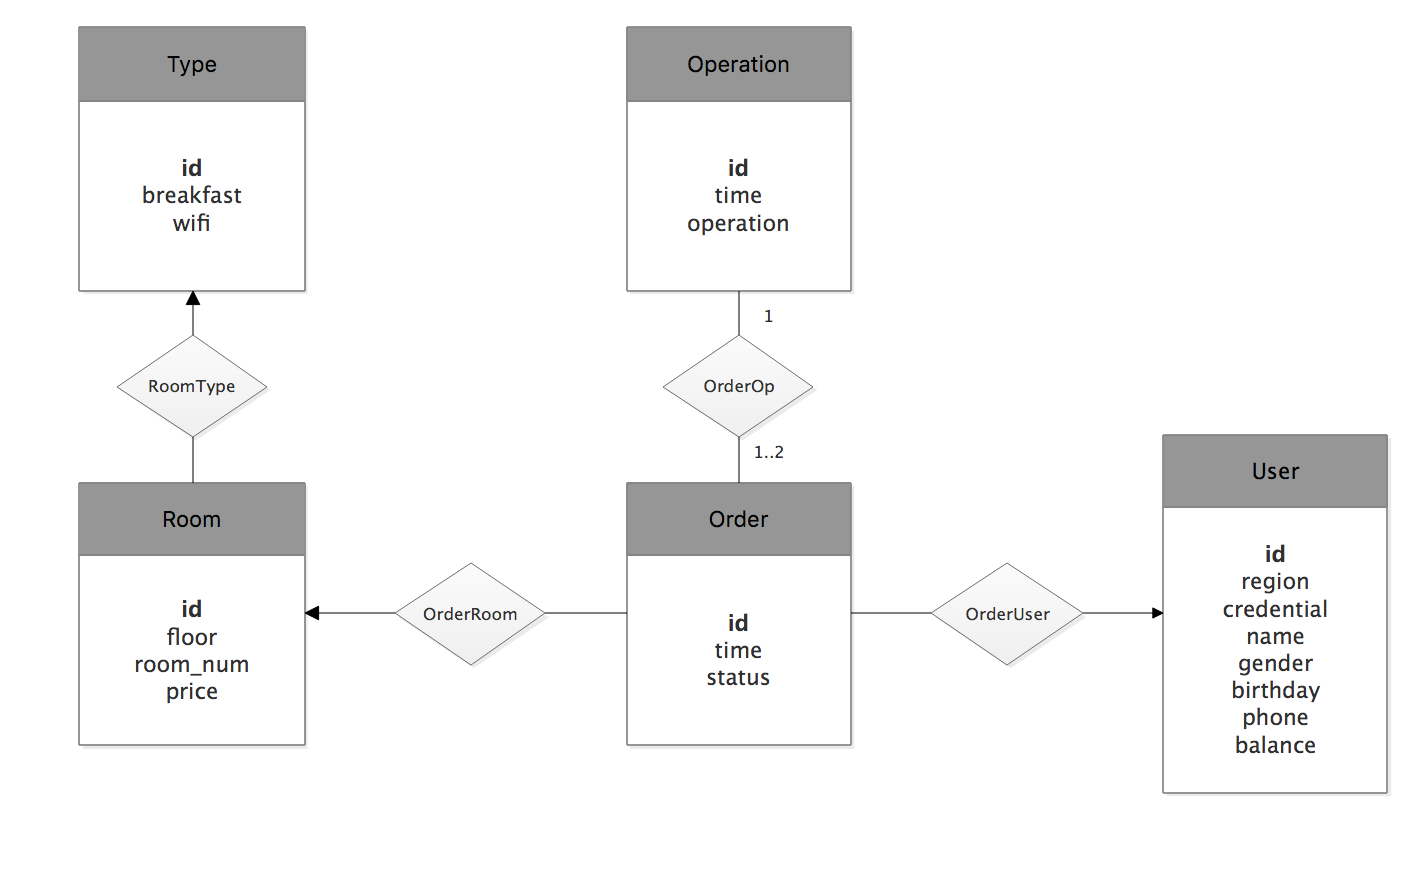 Type
id
breakfast
wifi
Operation
id
time
operation
1
RoomType
OrderOp
1..2
Room
id
floor
room_num
price
OrderRoom
Order
id
time
status
OrderUser
User
id
region
credential
name
gender
birthday
phone
balance